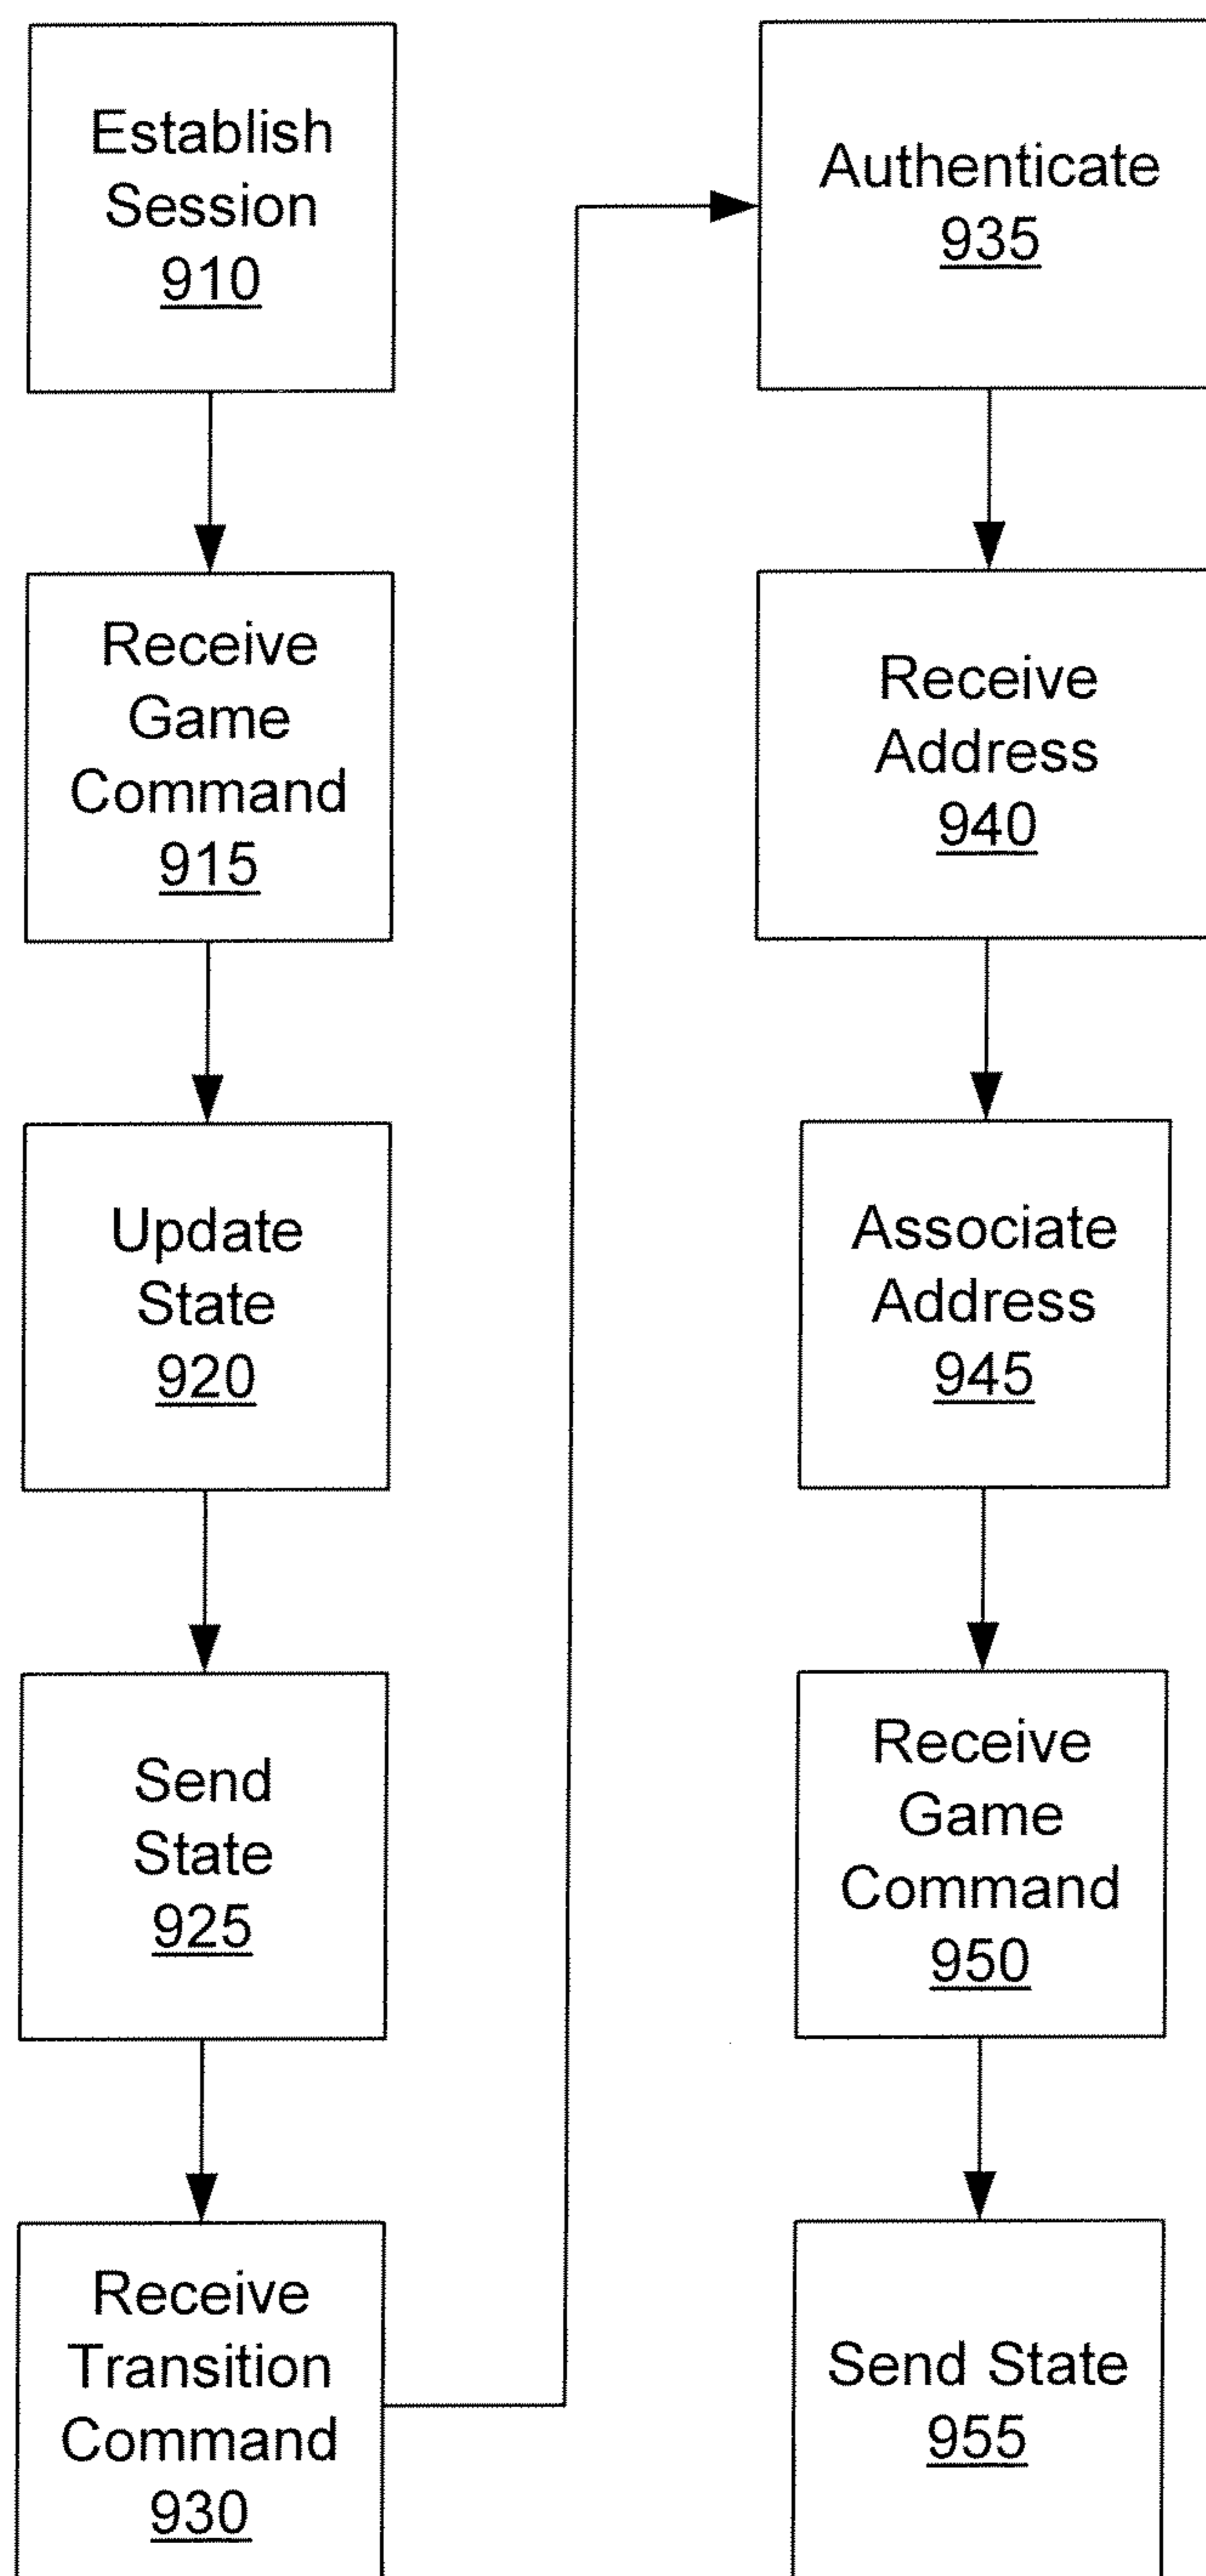 Establish
Session
910
Receive
Game
Command
915
Update
State
920
Send
State
925
Receive
Transition
Command
930
Authenticate
935
Receive
Address
940
Associate
Address
945
Receive
Game
Command
950
Send State
955